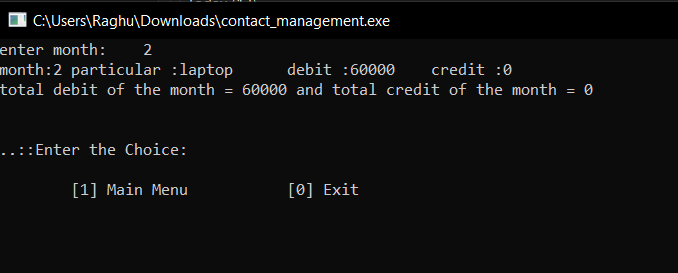 C:\Users\Raghu\Downloads\contact_management.exe
enter month:    2
month:2 particular :laptop      debit :60000    credit :0
total debit of the month = 60000 and total credit of the month = 0
..::Enter the Choice:
[1] Main Menu           [0] Exit